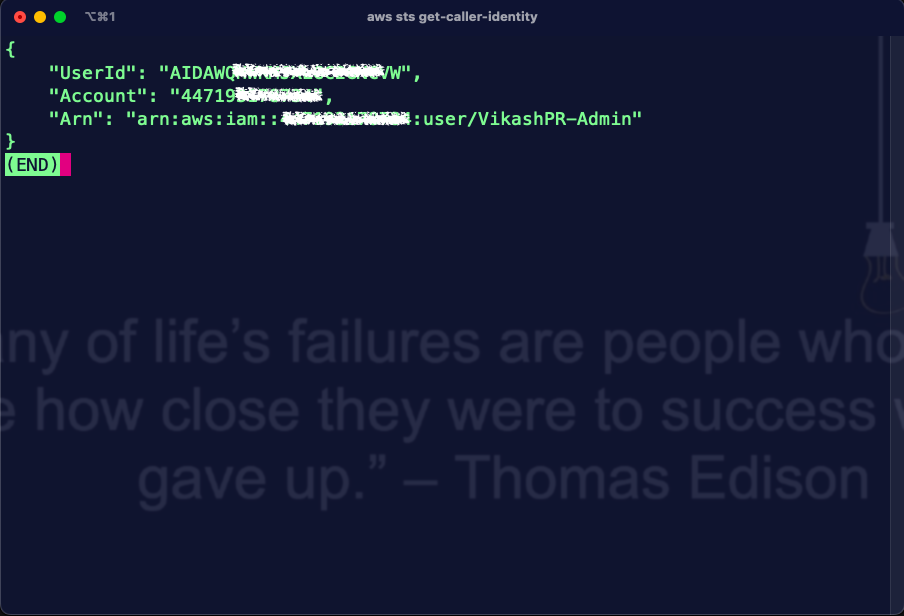 ⌥⌘1
aws sts get-caller-identity
{
"UserId": "AIDAWQ VW",
"Account": "44719 ",
"Arn": "arn:aws:iam:: :user/VikashPR-Admin"
}
(END)
any of life's failures are people who
e how close they were to success w
gave up.” – Thomas Edison